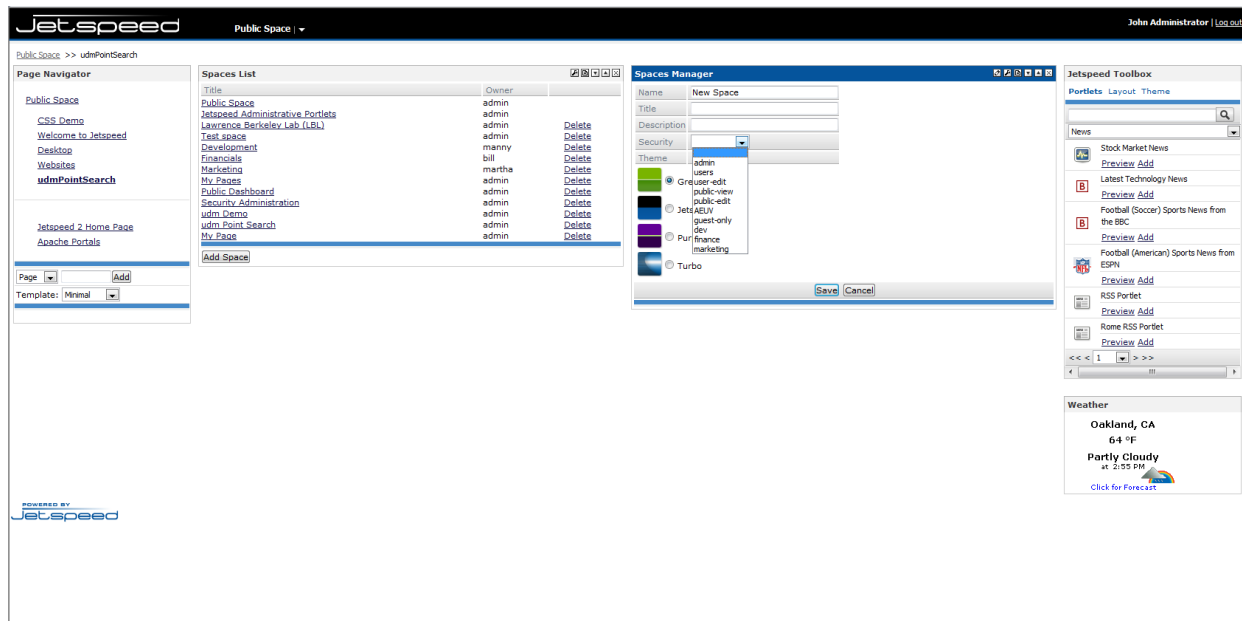 Jetspeed
Public Space |
John Administrator | Log out
Public Space >> udmPointSearch
Page Navigator
Public Space
CSS Demo
Welcome to Jetspeed
Desktop
Websites
udmPointSearch
Jetspeed 2 Home Page
Apache Portals
Page Add
Template: Minimal
Spaces List
Title Owner
Public Space admin
Jetspeed Administrative Portlets admin
Lawrence Berkeley Lab (LBL) admin Delete
Test space admin Delete
Development manny Delete
Financials bill Delete
Marketing martha Delete
My Pages admin Delete
Public Dashboard admin Delete
Security Administration admin Delete
udm Demo admin Delete
udm Point Search admin Delete
My Page admin Delete
Add Space
Spaces Manager
Name New Space
Title
Description
Security
Theme
admin
users
user-edit
public-view
public-edit
AEUV
guest-only
dev
finance
marketing
Gre
Jets
Pur
Turbo
Save Cancel
Jetspeed Toolbox
Portlets Layout Theme
News
Stock Market News
Preview Add
Latest Technology News
Preview Add
Football (Soccer) Sports News from
the BBC
Preview Add
Football (American) Sports News from
ESPN
Preview Add
RSS Portlet
Preview Add
Rome RSS Portlet
Preview Add
<< < 1 > >>
Weather
Oakland, CA
64 °F
Partly Cloudy
at 2:55 PM
Click for Forecast
POWERED BY
Jetspeed